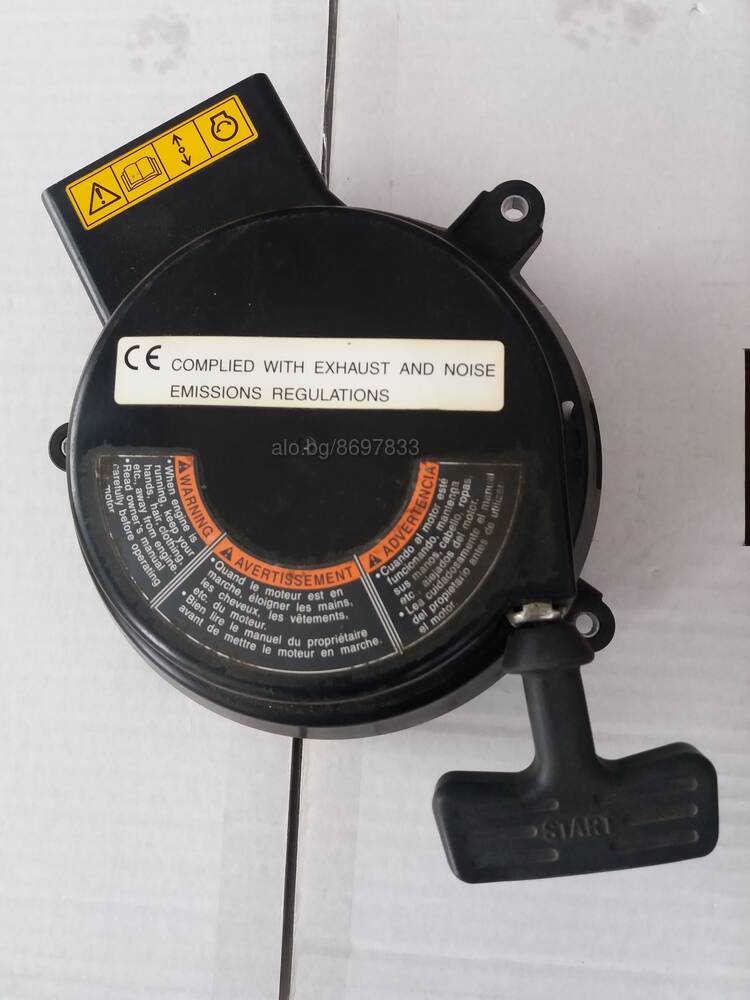 CE COMPLIED WITH EXHAUST AND NOISE
EMISSIONS REGULATIONS
alo.bg/8697833
WARNING
• When engine is
running, keep your
hands, hair, clothing,
etc., away from engine.
• Read owner's manual
carefully before operating
motor.
AVERTISSEMENT
• Quand le moteur est en
marche, éloigner les mains,
les cheveux, les vêtements,
etc. du moteur.
• Bien lire le manuel du propriétaire
avant de mettre le moteur en marche.
ADVERTENCIA
• Cuando el motor esté
funcionando, mantenga
sus manos, cabello, ropas,
etc., alejados del motor.
• Lea cuidadosamente el manual
del propietario antes de utilizar
el motor.
START